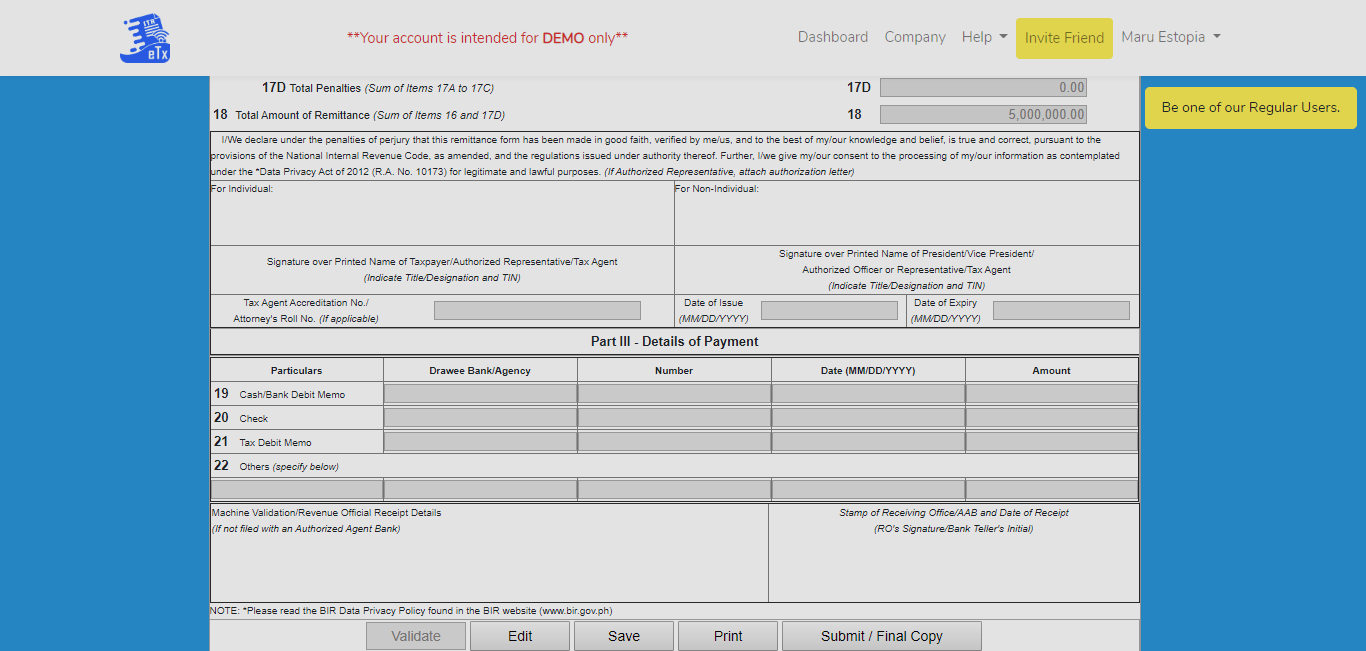 ITR
BTx
**Your account is intended for DEMO only**
Dashboard Company Help Invite Friend Maru Estopia
Be one of our Regular Users.
17D Total Penalties (Sum of Items 17A to 17C) 17D 0.00
18 Total Amount of Remittance (Sum of Items 16 and 17D) 18 5,000,000.00
I/We declare under the penalties of perjury that this remittance form has been made in good faith, verified by me/us, and to the best of my/our knowledge and belief, is true and correct, pursuant to the
provisions of the National Internal Revenue Code, as amended, and the regulations issued under authority thereof. Further, I/we give my/our consent to the processing of my/our information as contemplated
under the *Data Privacy Act of 2012 (R.A. No. 10173) for legitimate and lawful purposes. (If Authorized Representative, attach authorization letter)
For Individual:
For Non-Individual:
Signature over Printed Name of Taxpayer/Authorized Representative/Tax Agent
(Indicate Title/Designation and TIN)
Signature over Printed Name of President/Vice President/
Authorized Officer or Representative/Tax Agent
(Indicate Title/Designation and TIN)
Tax Agent Accreditation No./
Attorney's Roll No. (If applicable)
Date of Issue
(MM/DD/YYYY)
Date of Expiry
(MM/DD/YYYY)
Part III - Details of Payment
Particulars Drawee Bank/Agency Number Date (MM/DD/YYYY) Amount
19 Cash/Bank Debit Memo
20 Check
21 Tax Debit Memo
22 Others (specify below)
Machine Validation/Revenue Official Receipt Details
(If not filed with an Authorized Agent Bank)
Stamp of Receiving Office/AAB and Date of Receipt
(RO's Signature/Bank Teller's Initial)
NOTE: *Please read the BIR Data Privacy Policy found in the BIR website (www.bir.gov.ph)
Validate Edit Save Print Submit / Final Copy